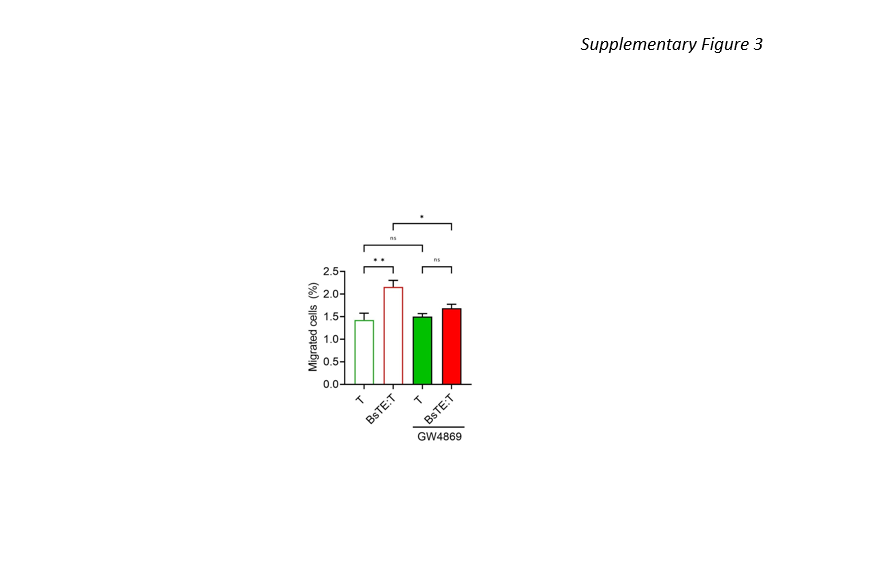 Supplementary Figure 3
*
ns
* *
ns
2.5
2.0
1.5
1.0
0.5
0.0
Migrated cells (%)
T
BsTE:T
T
BsTE:T
GW4869